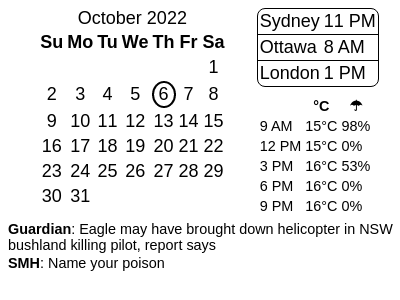 October 2022
Su Mo Tu We Th Fr Sa
1
2 3 4 5 6 7 8
9 10 11 12 13 14 15
16 17 18 19 20 21 22
23 24 25 26 27 28 29
30 31
Sydney 11 PM
Ottawa 8 AM
London 1 PM
°C ☂
9 AM 15°C 98%
12 PM 15°C 0%
3 PM 16°C 53%
6 PM 16°C 0%
9 PM 16°C 0%
Guardian: Eagle may have brought down helicopter in NSW
bushland killing pilot, report says
SMH: Name your poison